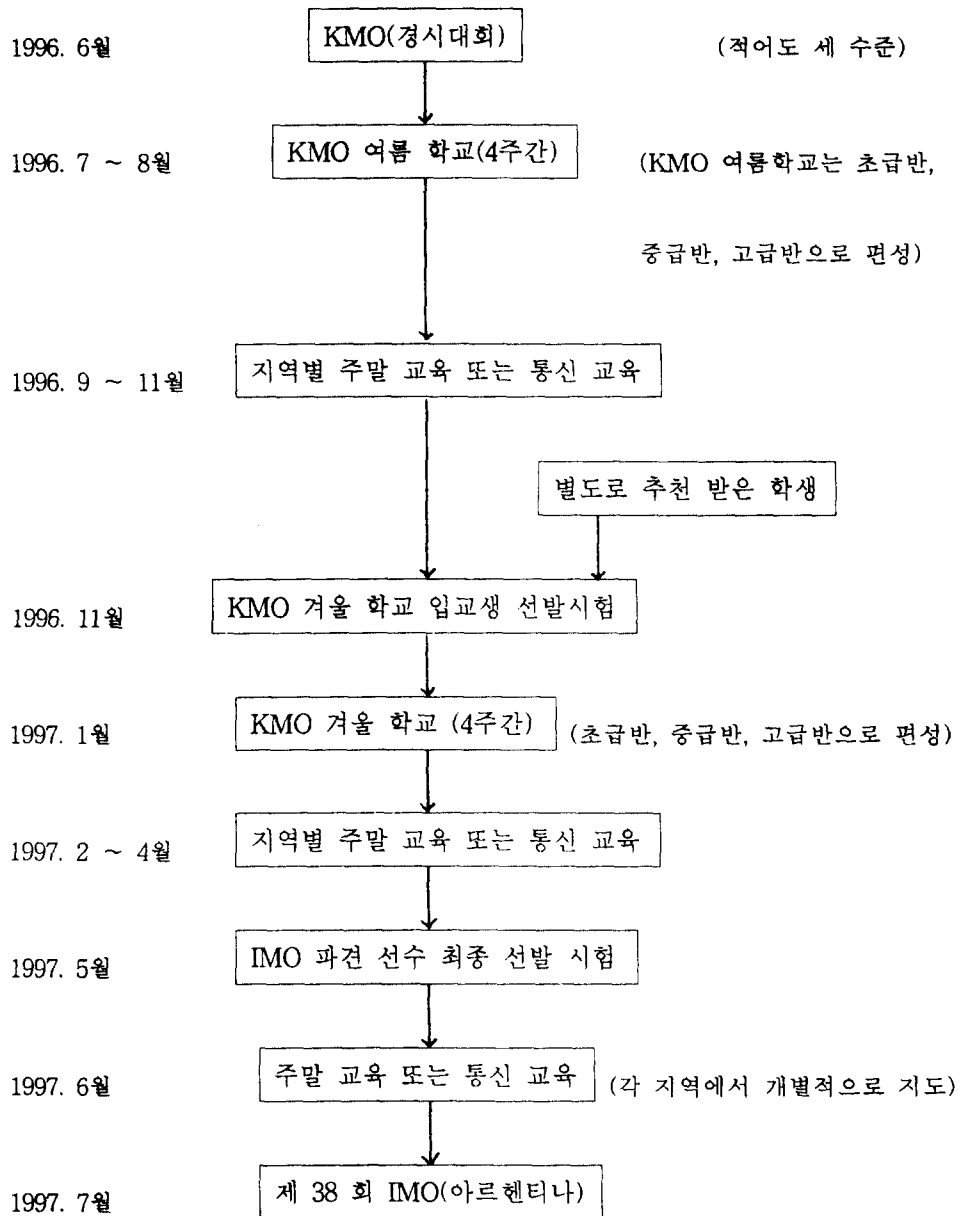 1996. 6월 KMO(경시대회) (적어도 세 수준)
1996. 7 ~ 8월 KMO 여름 학교(4주간) (KMO 여름학교는 초급반,
중급반, 고급반으로 편성)
1996. 9 ~ 11월 지역별 주말 교육 또는 통신 교육
별도로 추천 받은 학생
1996. 11월 KMO 겨울 학교 입교생 선발시험
1997. 1월 KMO 겨울 학교 (4주간) (초급반, 중급반, 고급반으로 편성)
1997. 2 ~ 4월 지역별 주말 교육 또는 통신 교육
1997. 5월 IMO 파견 선수 최종 선발 시험
1997. 6월 주말 교육 또는 통신 교육 (각 지역에서 개별적으로 지도)
1997. 7월 제 38 회 IMO(아르헨티나)